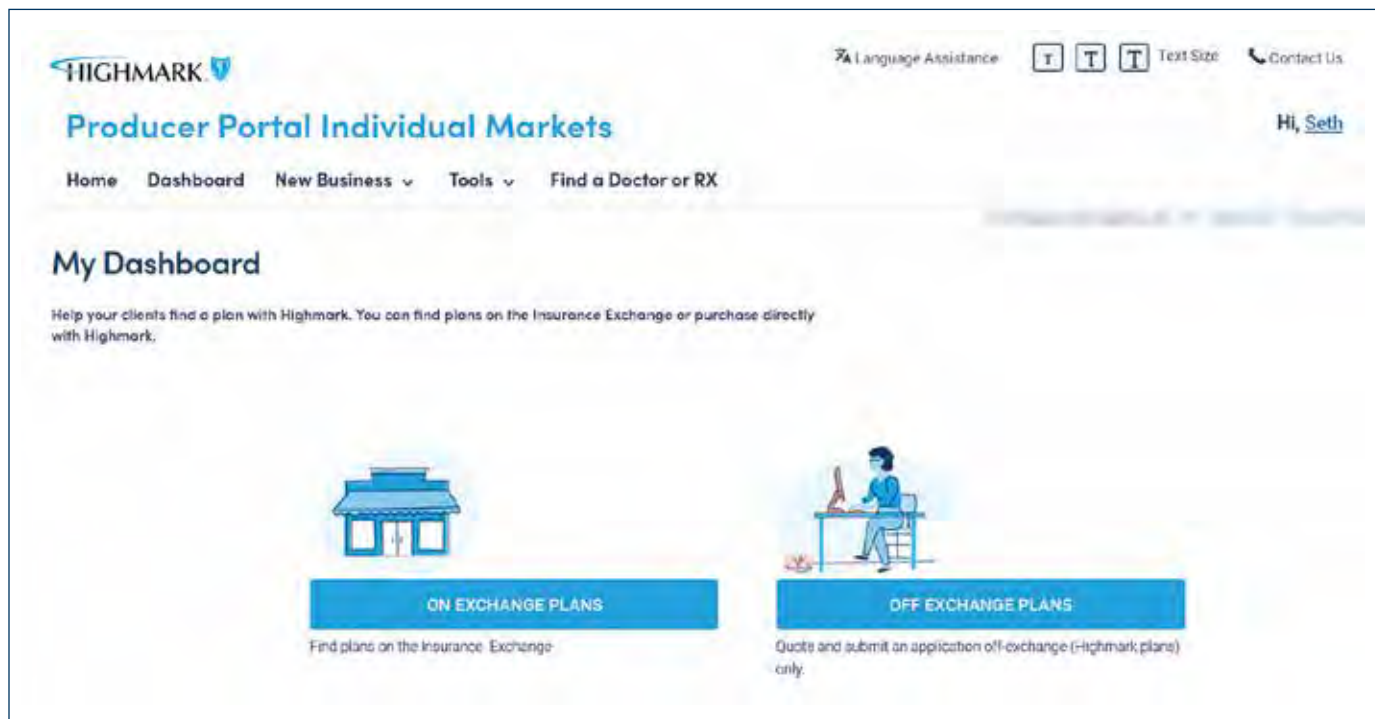 HIGHMARK
Language Assistance T T T Text Size Contact Us
Producer Portal Individual Markets
Hi, Seth
Home Dashboard New Business Tools Find a Doctor or RX
My Dashboard
Help your clients find a plan with Highmark. You can find plans on the Insurance Exchange or purchase directly
with Highmark.
ON EXCHANGE PLANS
Find plans on the Insurance Exchange
OFF EXCHANGE PLANS
Quote and submit an application off-exchange (Highmark plans)
only.